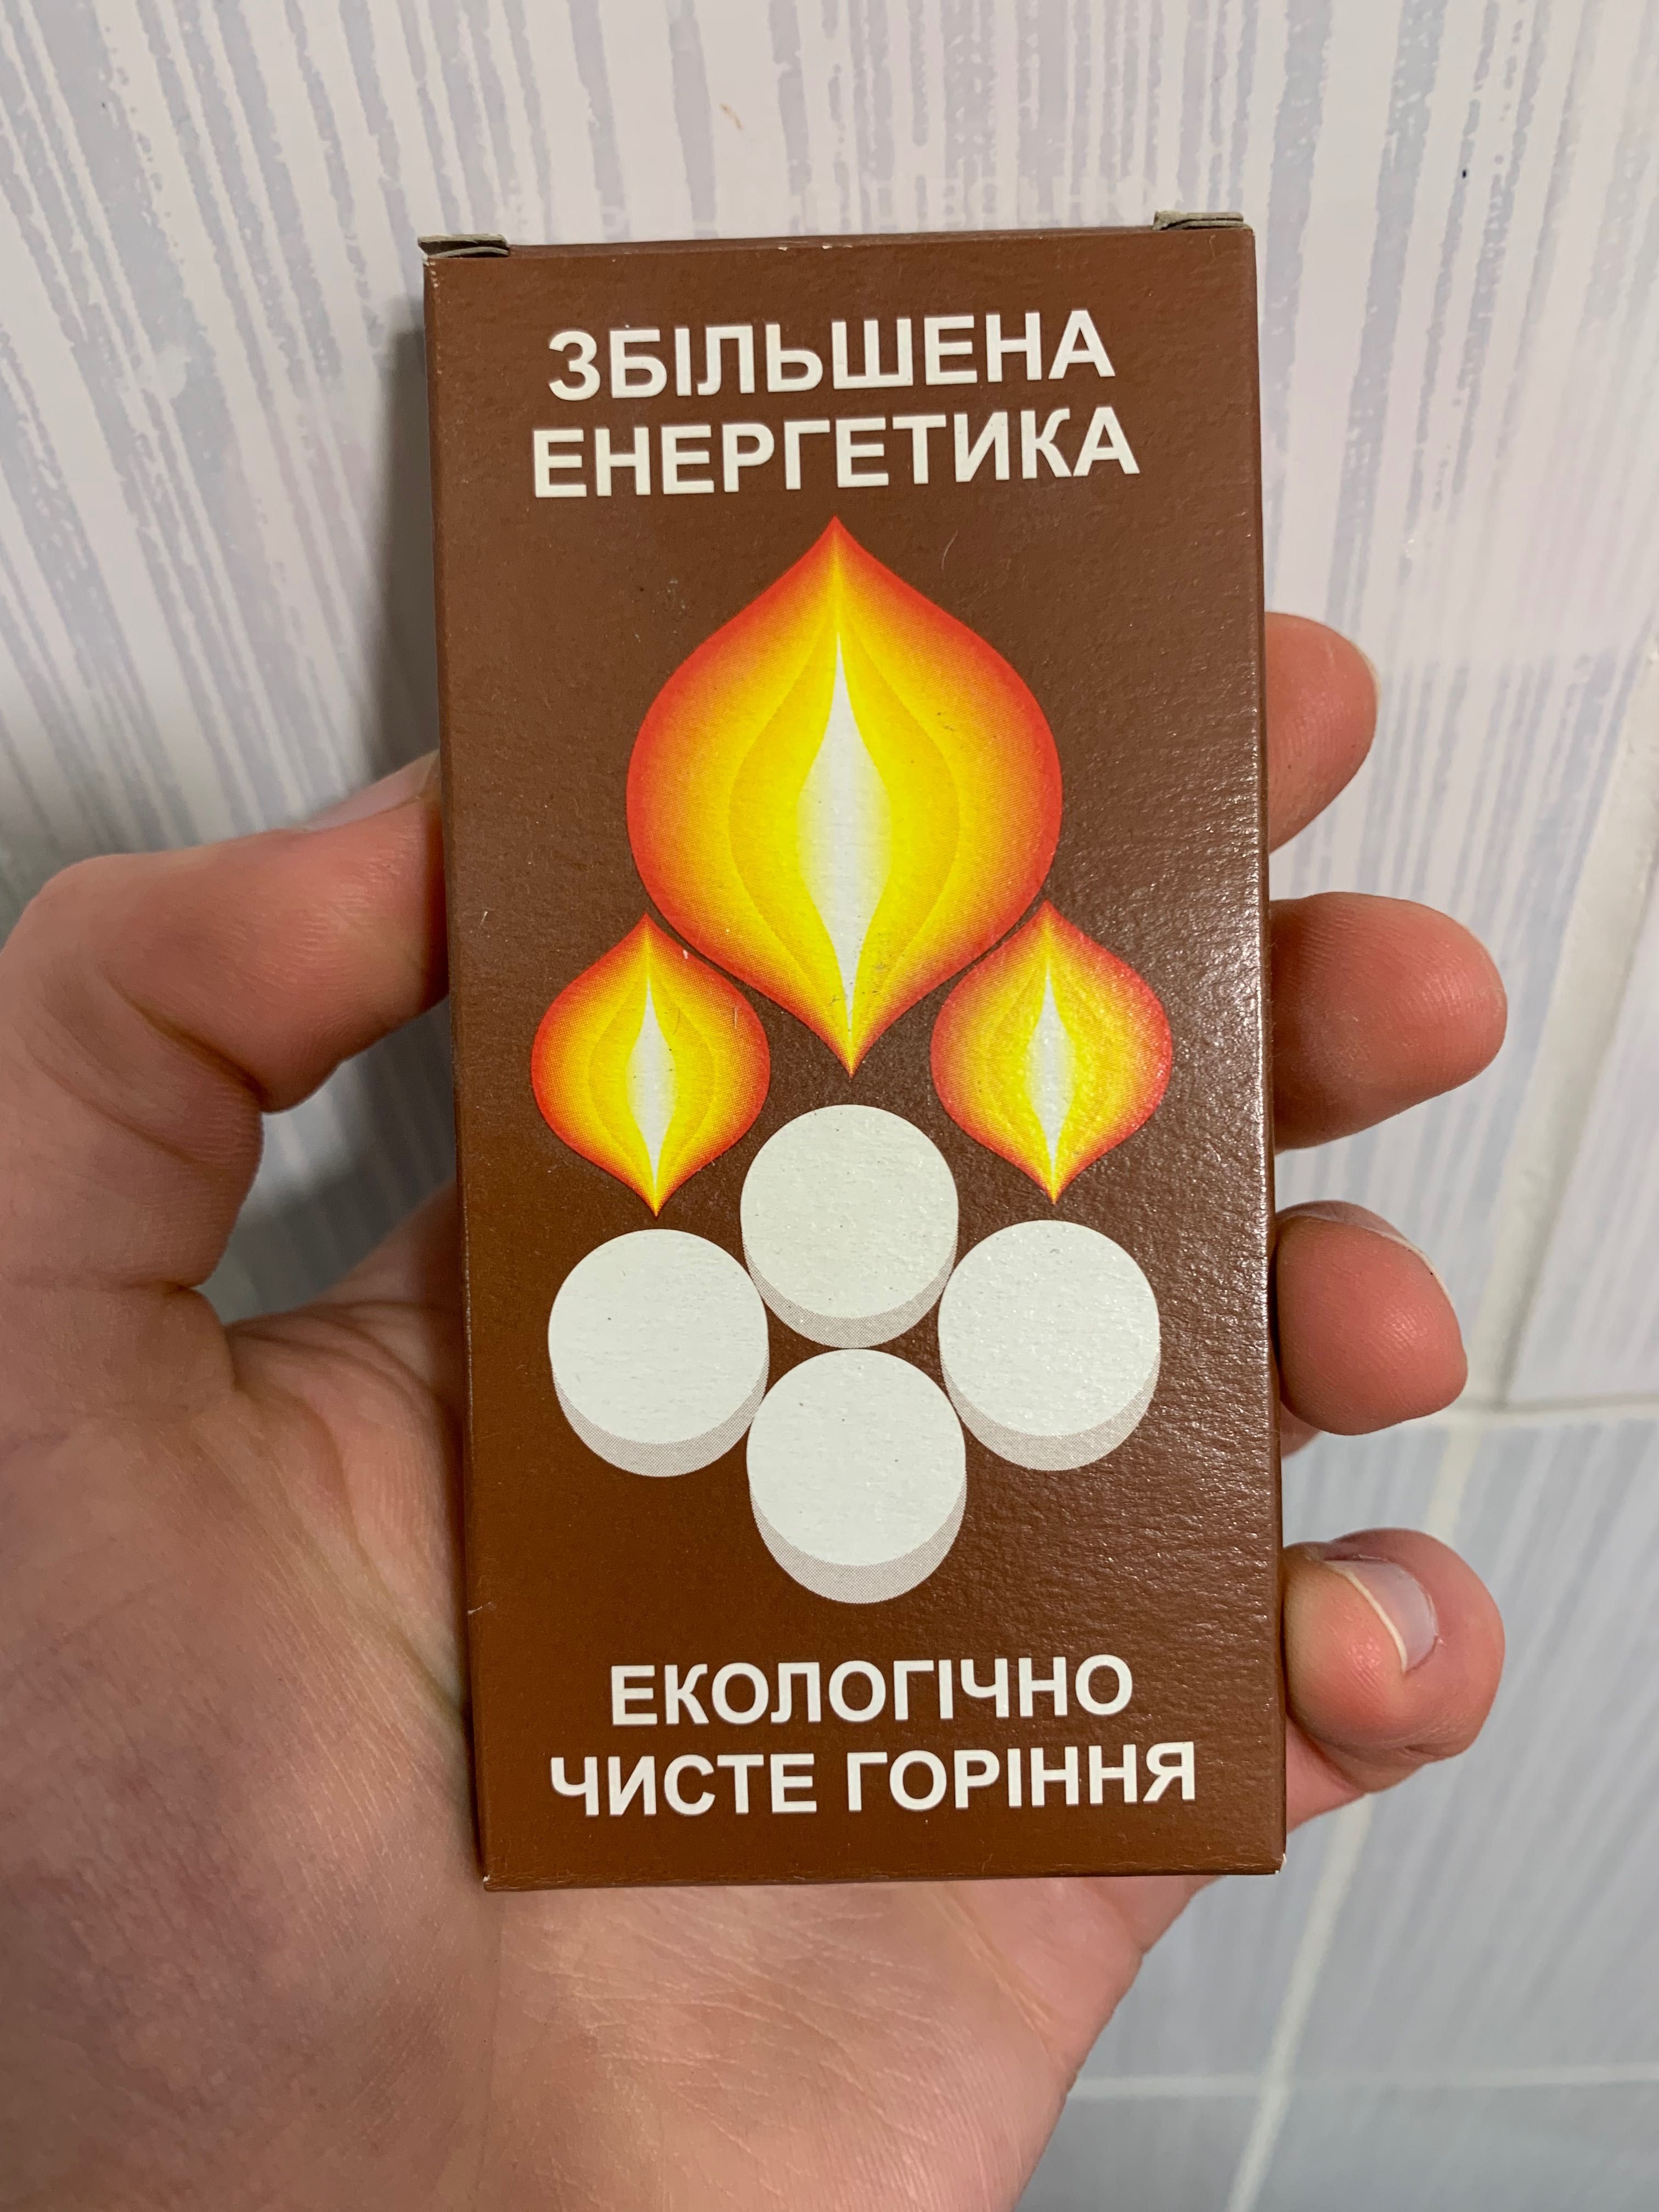 ЗБІЛЬШЕНА
ЕНЕРГЕТИКА
ЕКОЛОГІЧНО
ЧИСТЕ ГОРІННЯ